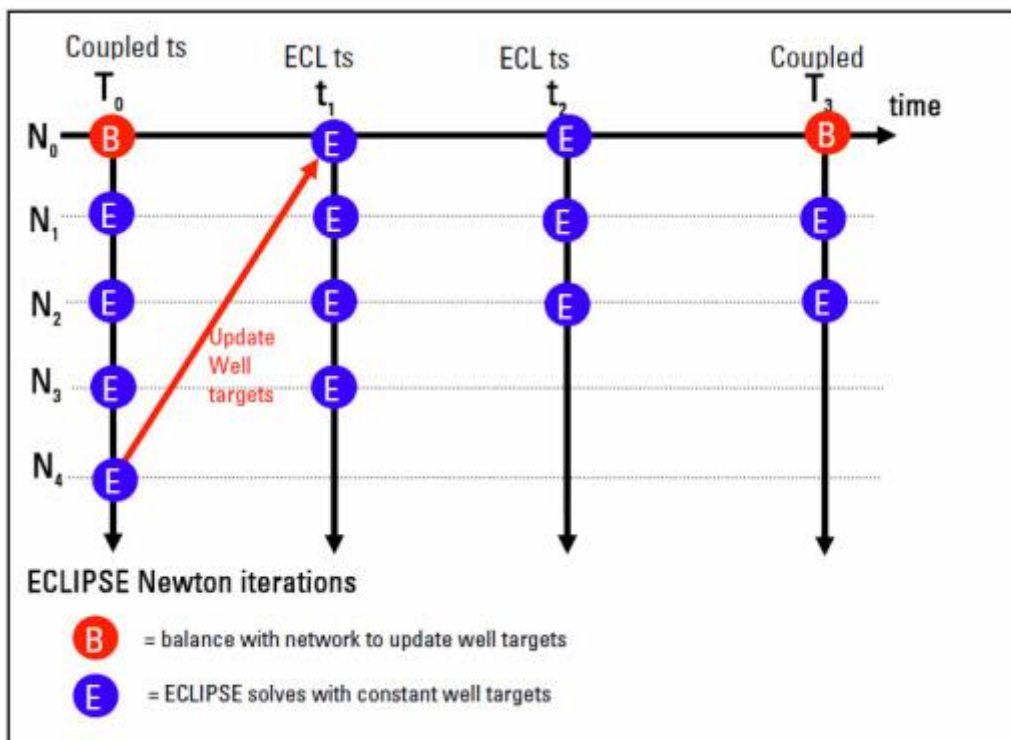 Coupled ts ECL ts ECL ts Coupled
T₀ t₁ t₂ T₃ time
N₀ B E E B
N₁ E E E E
N₂ E E E E
Update
Well
targets
N₃ E E
N₄ E
ECLIPSE Newton iterations
B = balance with network to update well targets
E = ECLIPSE solves with constant well targets